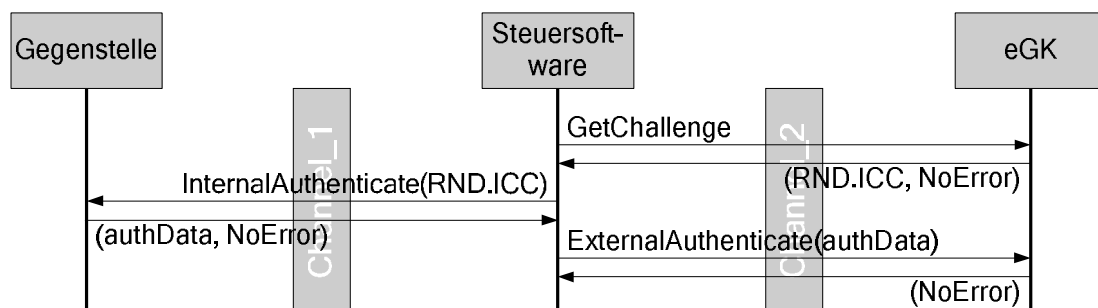 Gegenstelle
Steuersoft-
ware
eGK
Channel_1
Channel_2
GetChallenge
(RND.ICC, NoError)
InternalAuthenticate(RND.ICC)
(authData, NoError)
ExternalAuthenticate(authData)
(NoError)